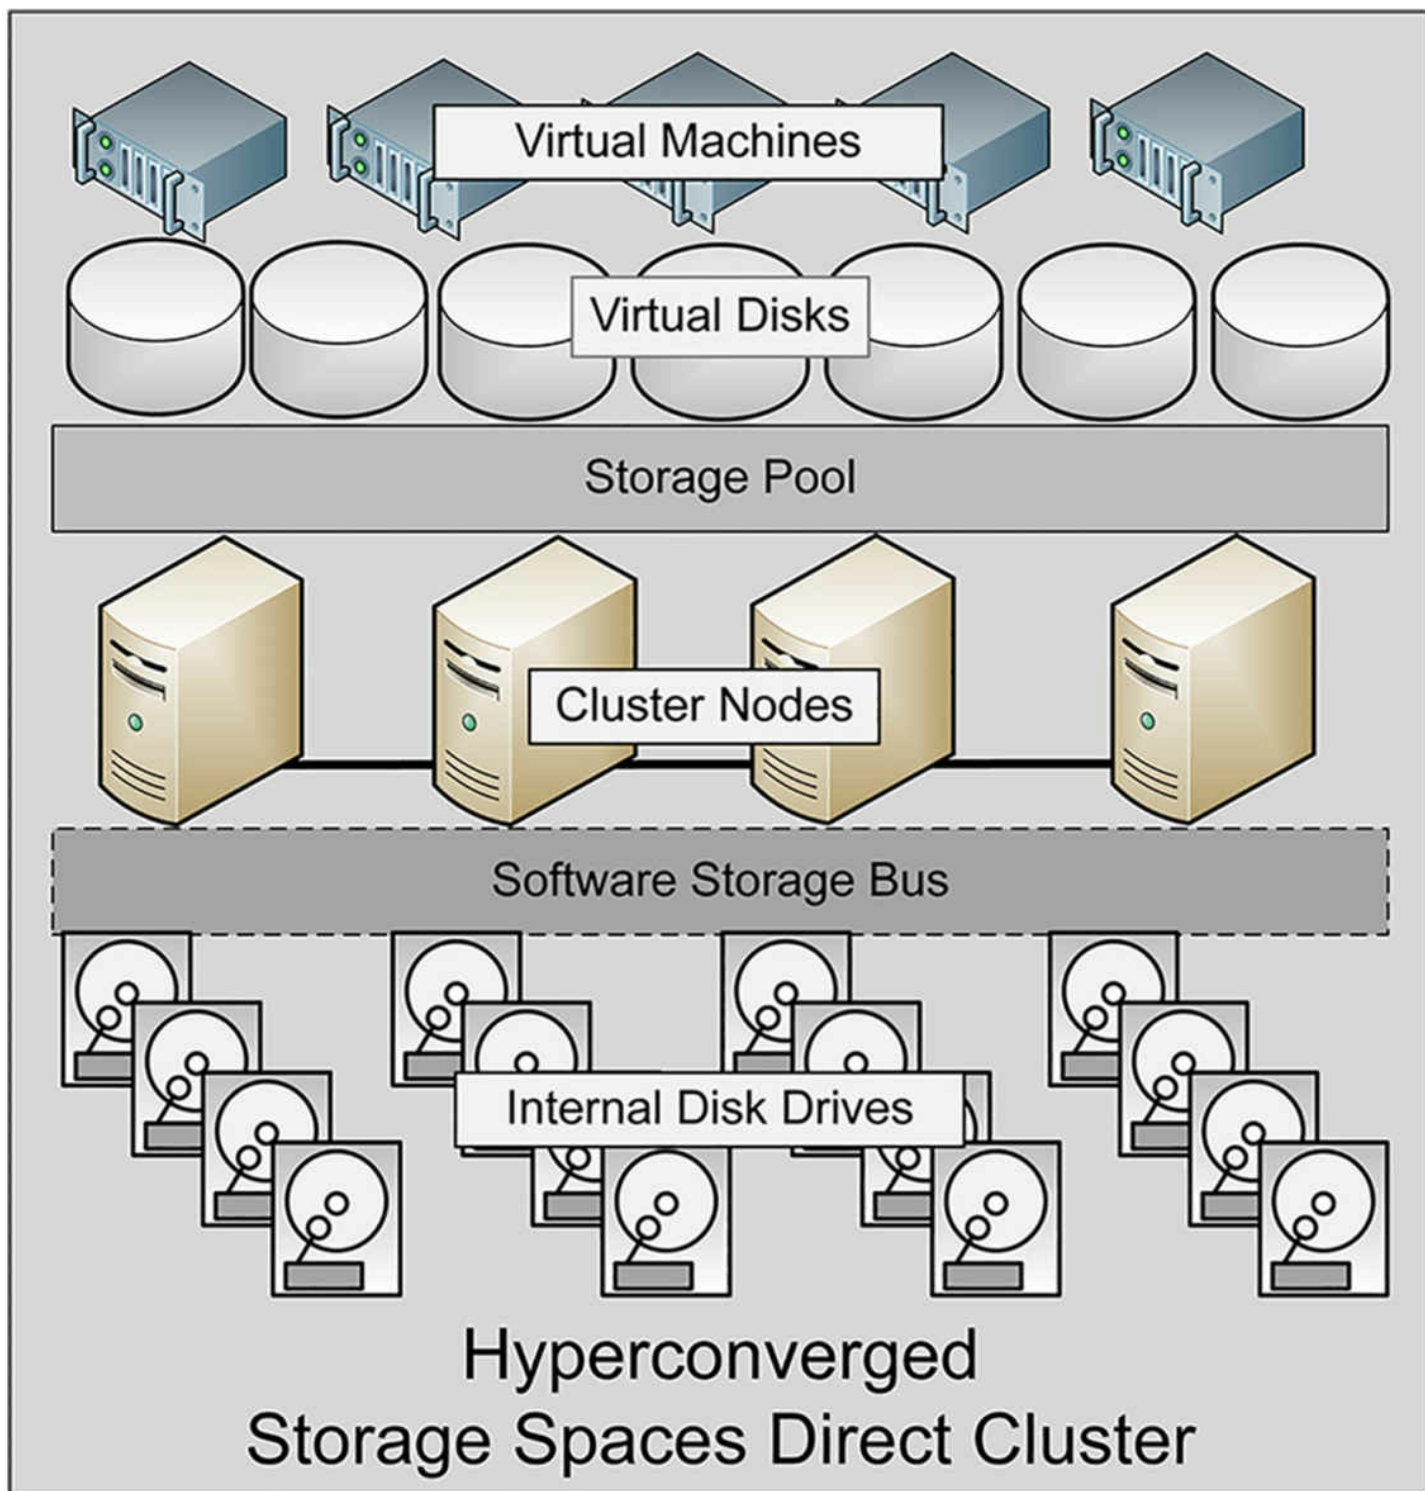 Virtual Machines
Virtual Disks
Storage Pool
Cluster Nodes
Software Storage Bus
Internal Disk Drives
Hyperconverged
Storage Spaces Direct Cluster